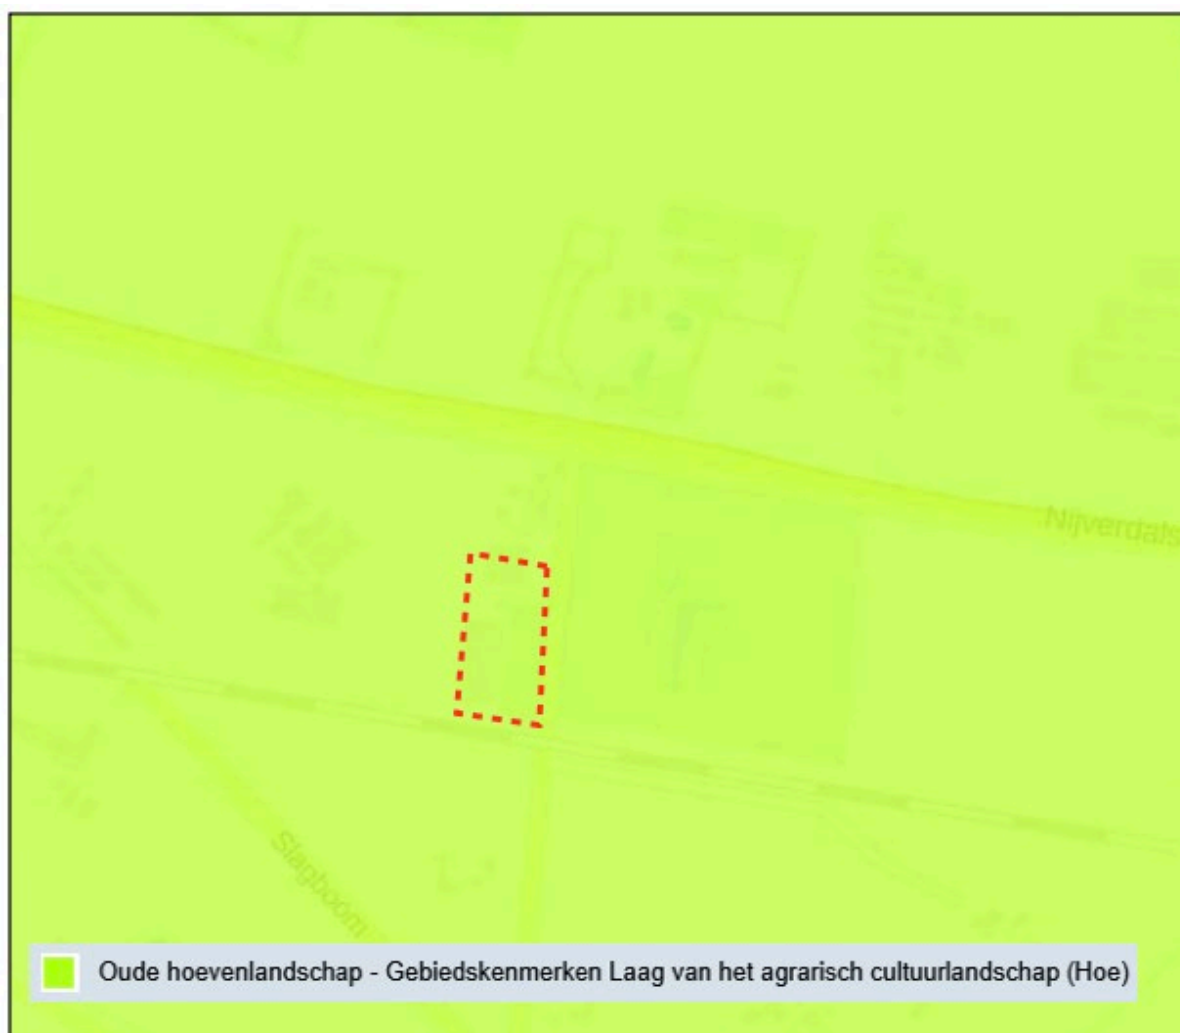 Nijverdals
Slagboom
Oude hoevenlandschap - Gebiedskenmerken Laag van het agrarisch cultuurlandschap (Hoe)